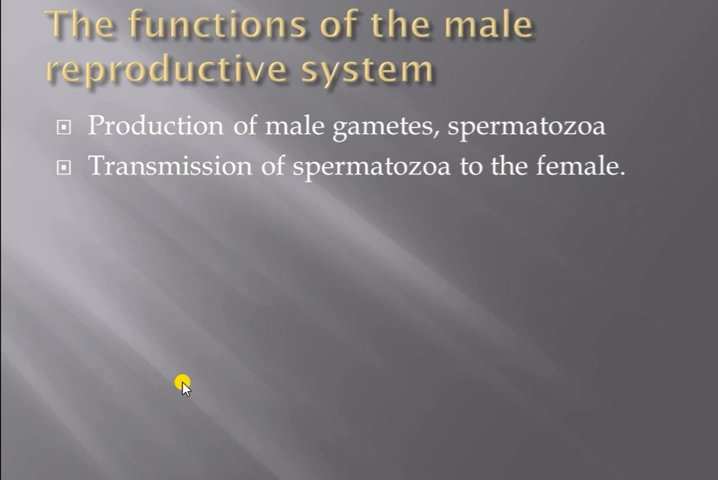 The functions of the male
reproductive system
Production of male gametes, spermatozoa
Transmission of spermatozoa to the female.